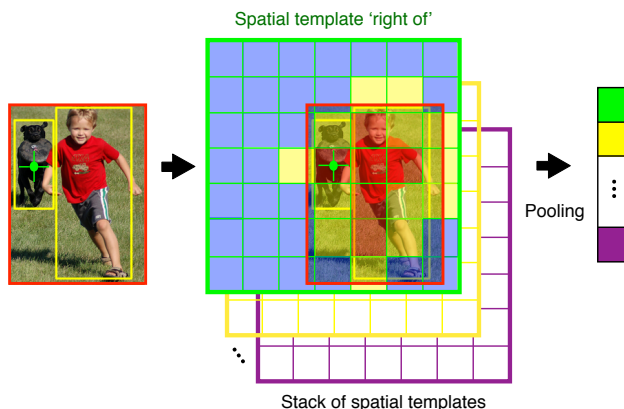 Spatial template 'right of'
Pooling
Stack of spatial templates